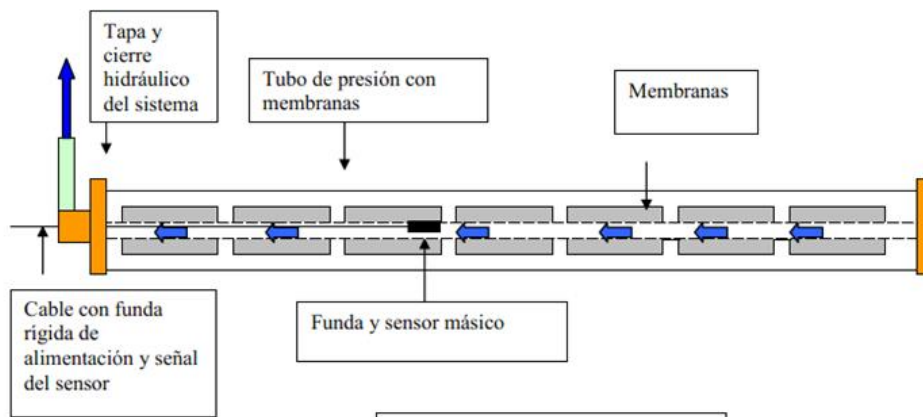 Tapa y
cierre
hidráulico
del sistema
Tubo de presión con
membranas
Membranas
Cable con funda
rígida de
alimentación y señal
del sensor
Funda y sensor másico